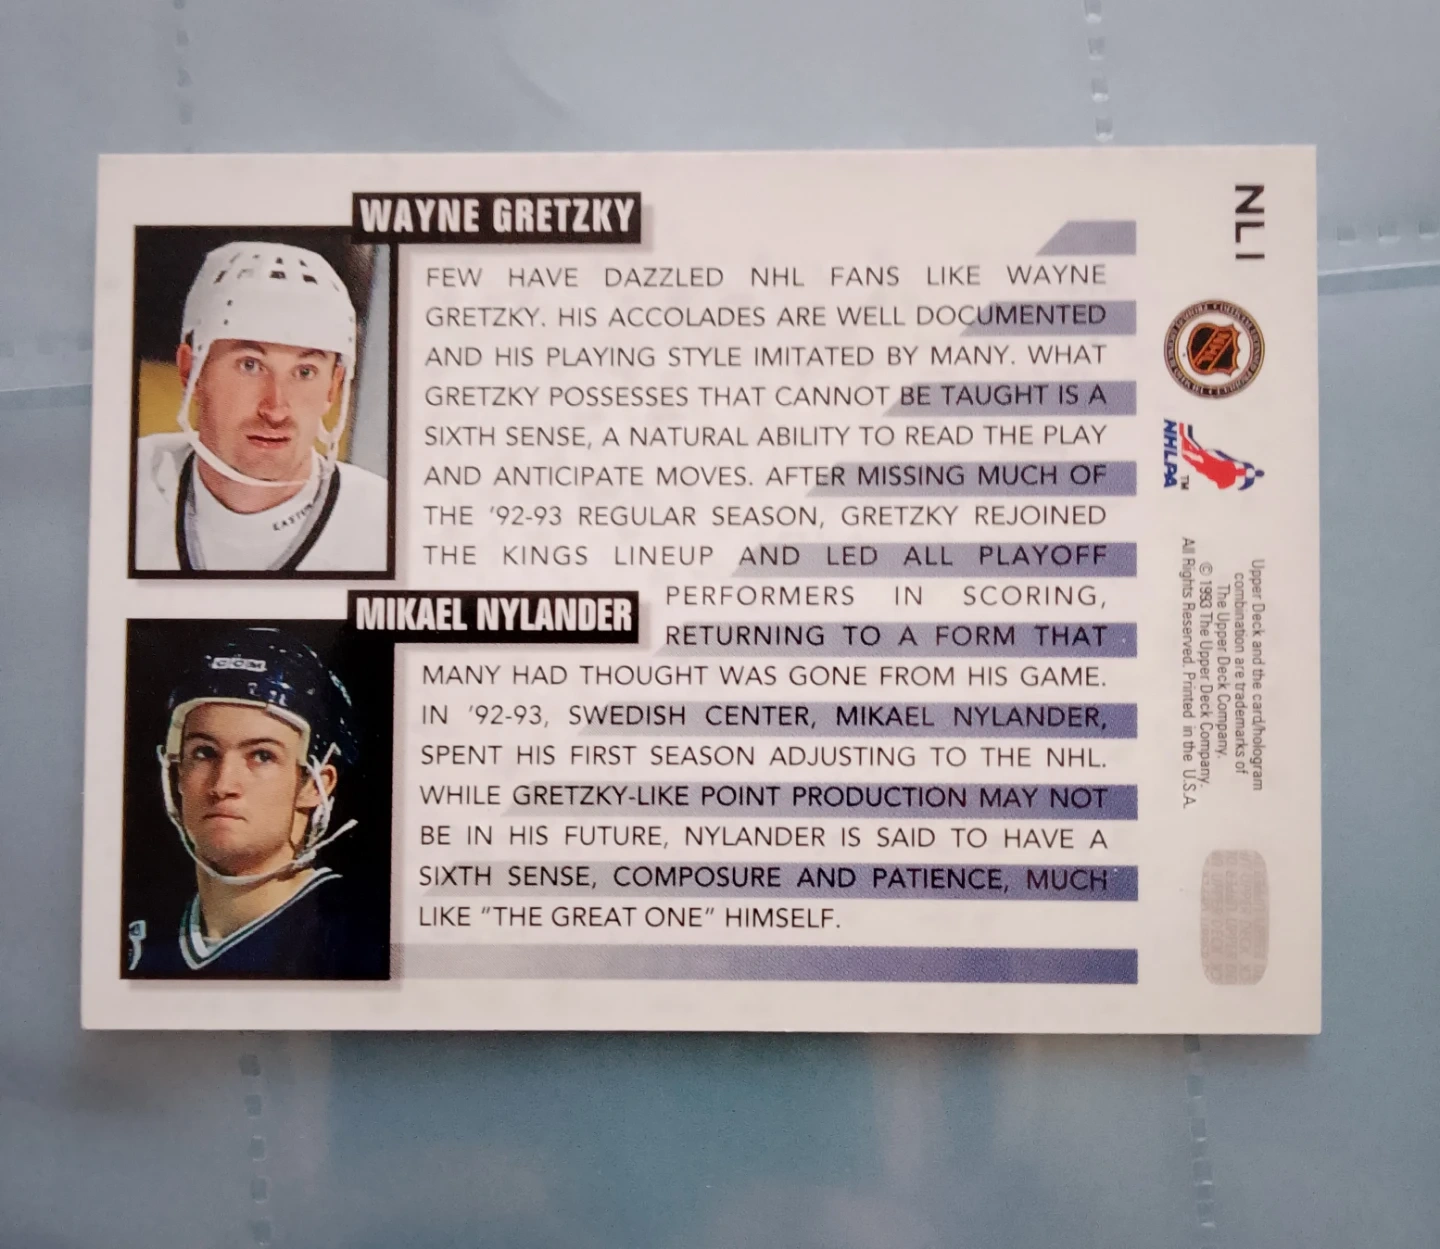 WAYNE GRETZKY
FEW HAVE DAZZLED NHL FANS LIKE WAYNE
GRETZKY. HIS ACCOLADES ARE WELL DOCUMENTED
AND HIS PLAYING STYLE IMITATED BY MANY. WHAT
GRETZKY POSSESSES THAT CANNOT BE TAUGHT IS A
SIXTH SENSE, A NATURAL ABILITY TO READ THE PLAY
AND ANTICIPATE MOVES. AFTER MISSING MUCH OF
THE '92-93 REGULAR SEASON, GRETZKY REJOINED
THE KINGS LINEUP AND LED ALL PLAYOFF
PERFORMERS IN SCORING,
RETURNING TO A FORM THAT
MANY HAD THOUGHT WAS GONE FROM HIS GAME.
IN '92-93, SWEDISH CENTER, MIKAEL NYLANDER,
SPENT HIS FIRST SEASON ADJUSTING TO THE NHL.
WHILE GRETZKY-LIKE POINT PRODUCTION MAY NOT
BE IN HIS FUTURE, NYLANDER IS SAID TO HAVE A
SIXTH SENSE, COMPOSURE AND PATIENCE, MUCH
LIKE "THE GREAT ONE" HIMSELF.
MIKAEL NYLANDER
EASTON
CCM
NL1
NHL
NHLPA
TM
Upper Deck and the card/hologram
combination are trademarks of
The Upper Deck Company.
© 1993 The Upper Deck Company.
All Rights Reserved. Printed in the U.S.A.